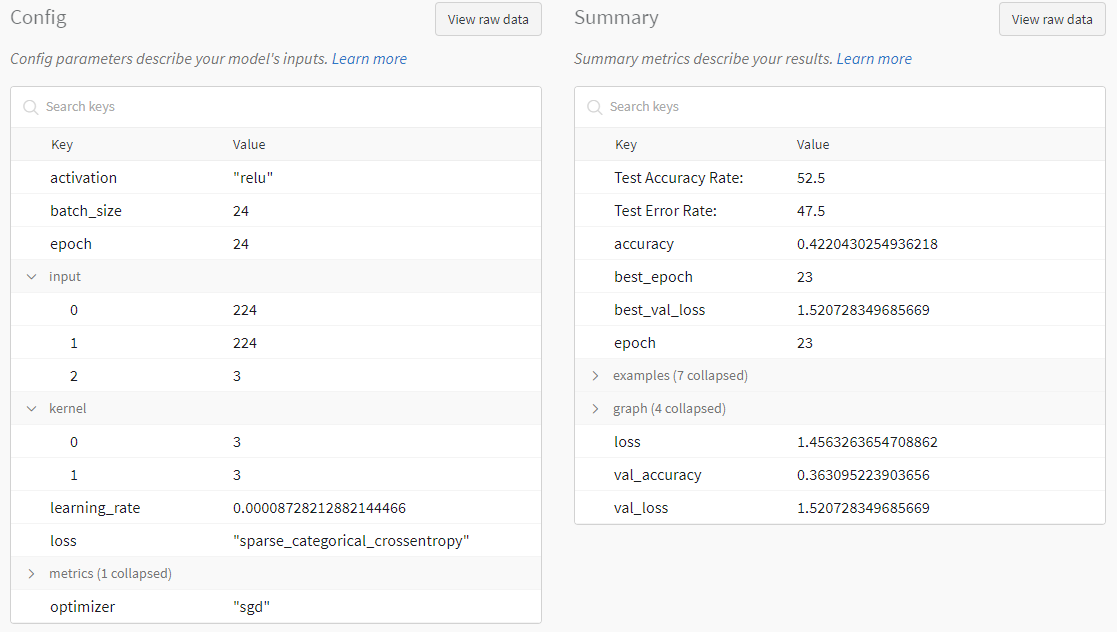 Config
View raw data
Config parameters describe your model's inputs. Learn more
Search keys
Key Value
activation "relu"
batch_size 24
epoch 24
input
0 224
1 224
2 3
kernel
0 3
1 3
learning_rate 0.00008728212882144466
loss "sparse_categorical_crossentropy"
metrics (1 collapsed)
optimizer "sgd"
Summary
View raw data
Summary metrics describe your results. Learn more
Search keys
Key Value
Test Accuracy Rate: 52.5
Test Error Rate: 47.5
accuracy 0.4220430254936218
best_epoch 23
best_val_loss 1.520728349685669
epoch 23
examples (7 collapsed)
graph (4 collapsed)
loss 1.4563263654708862
val_accuracy 0.363095223903656
val_loss 1.520728349685669